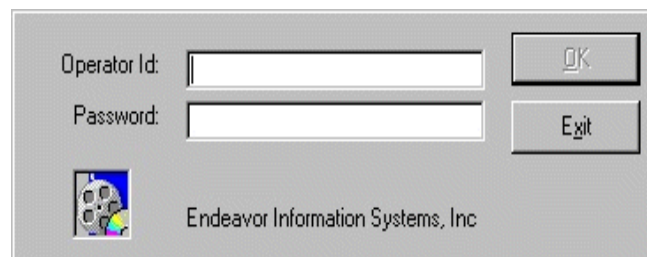 Operator Id:
OK
Password:
Exit
Endeavor Information Systems, Inc